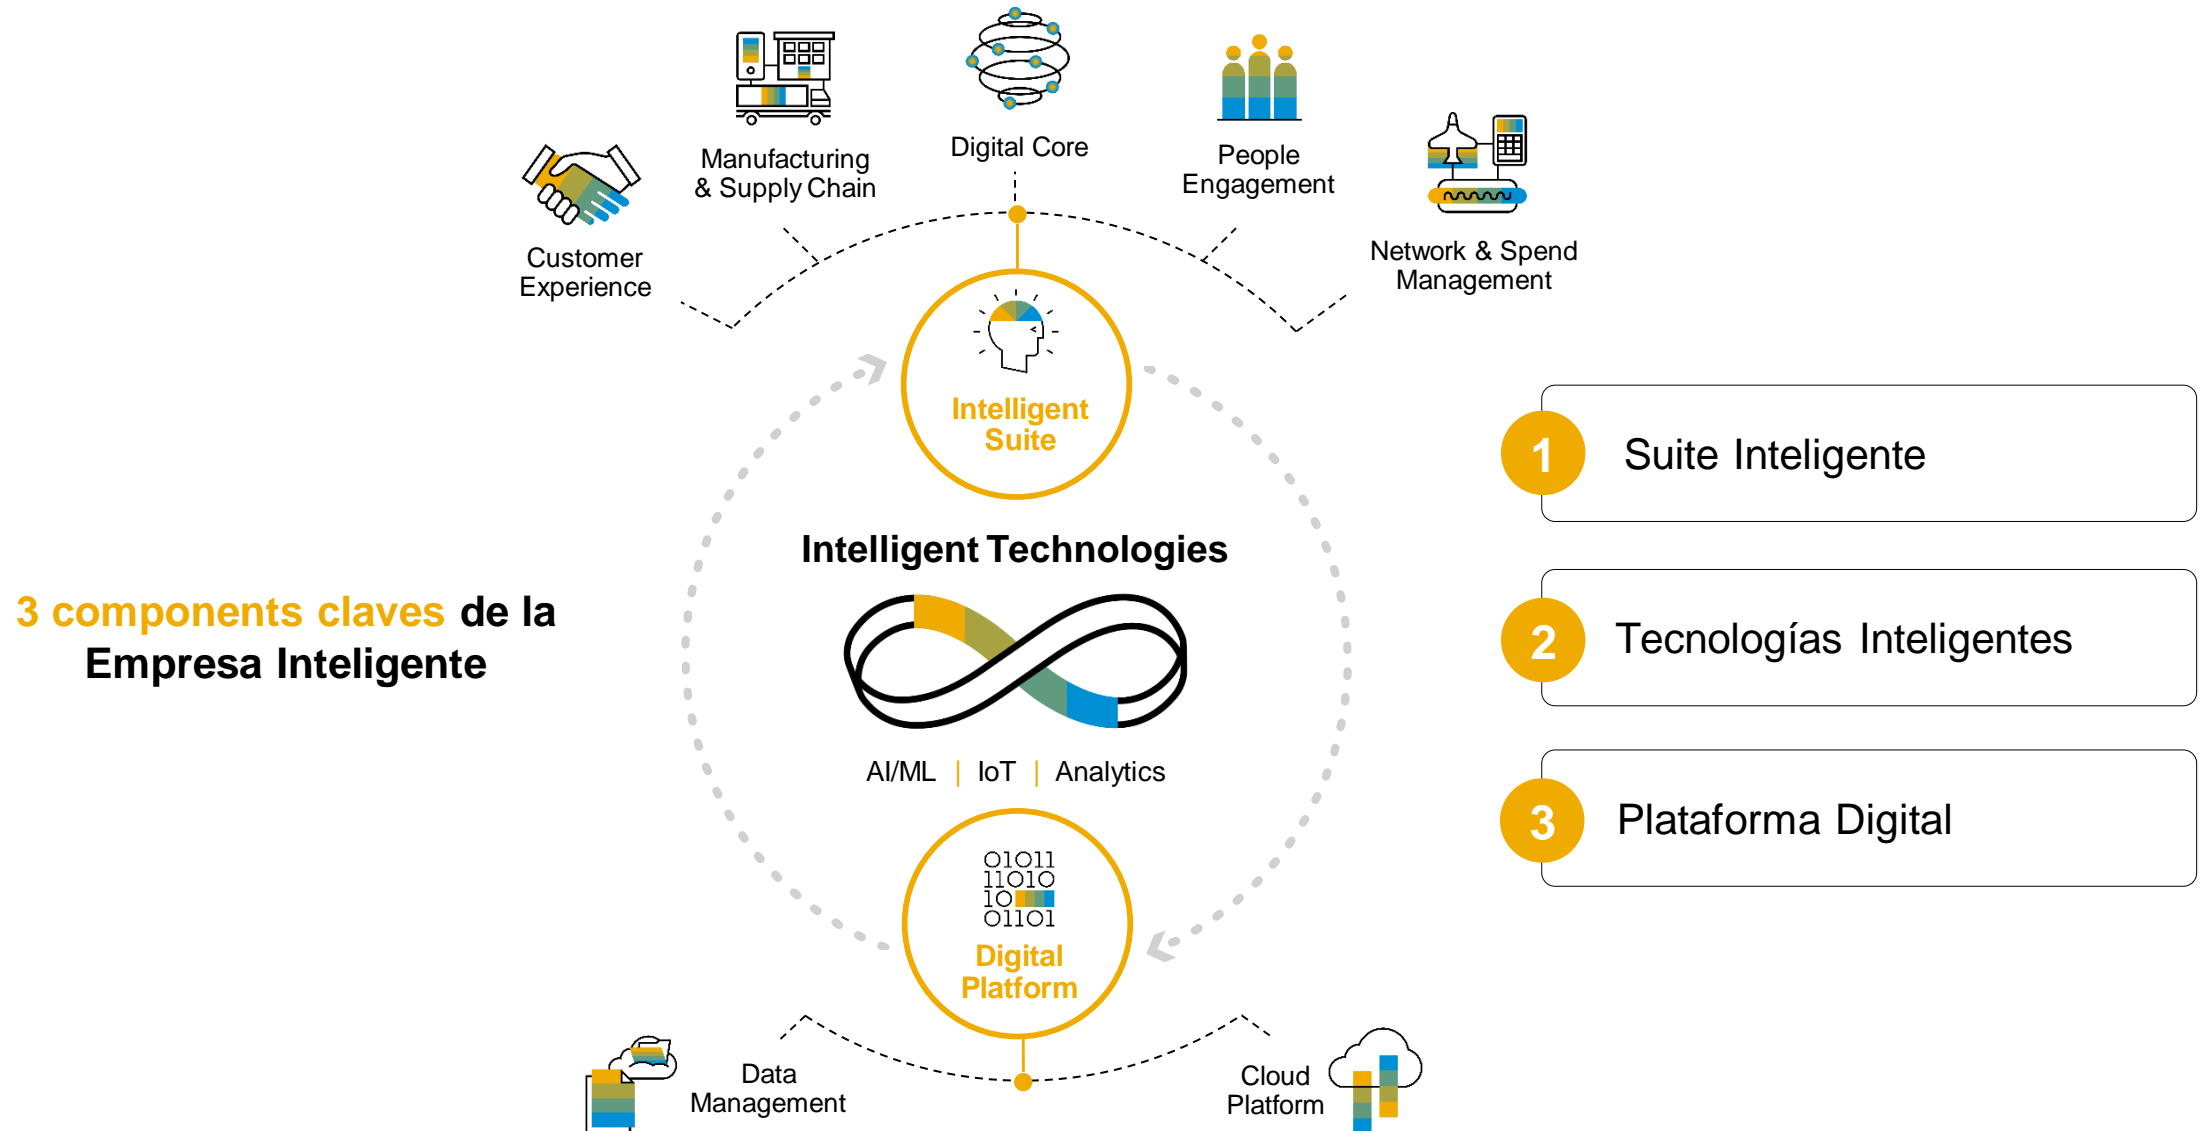 Digital Core
Manufacturing
& Supply Chain
People
Engagement
Customer
Experience
Network & Spend
Management
Intelligent
Suite
Intelligent Technologies
AI/ML | IoT | Analytics
01011
11010
10
01101
Digital
Platform
Data
Management
Cloud
Platform
3 components claves de la
Empresa Inteligente
1 Suite Inteligente
2 Tecnologías Inteligentes
3 Plataforma Digital